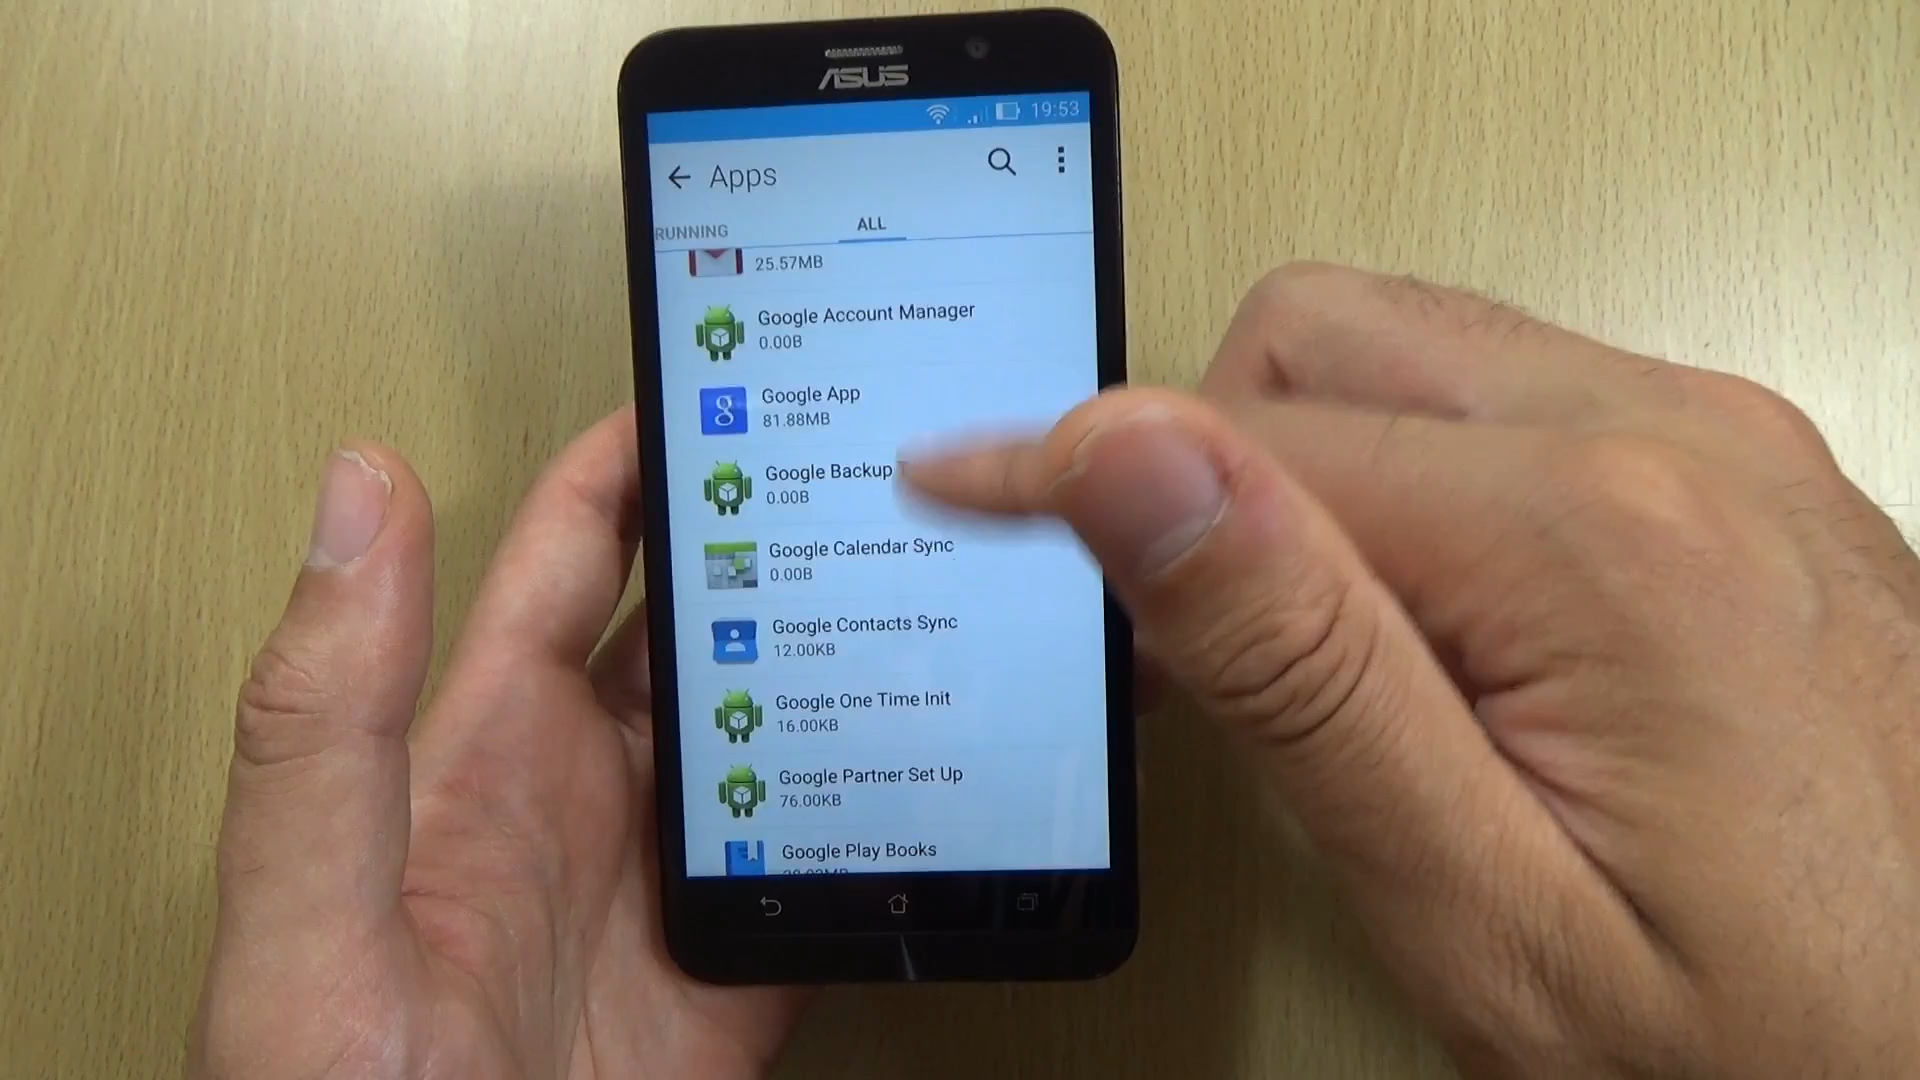 ASUS
19:53
Apps
RUNNING
ALL
25.57MB
Google Account Manager
0.00B
Google App
81.88MB
Google Backup
0.00B
Google Calendar Sync
0.00B
Google Contacts Sync
12.00KB
Google One Time Init
16.00KB
Google Partner Set Up
76.00KB
Google Play Books